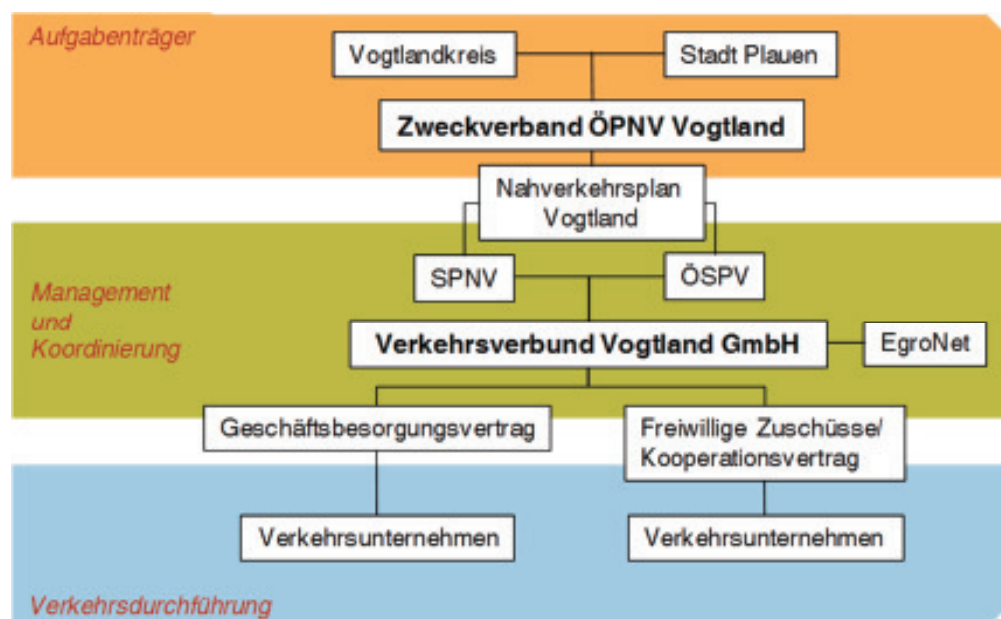 Aufgabenträger
Vogtlandkreis
Stadt Plauen
Zweckverband ÖPNV Vogtland
Nahverkehrsplan
Vogtland
SPNV
ÖSPV
Management
und
Koordinierung
Verkehrsverbund Vogtland GmbH
EgroNet
Geschäftsbesorgungsvertrag
Freiwillige Zuschüsse/
Kooperationsvertrag
Verkehrsunternehmen
Verkehrsunternehmen
Verkehrsdurchführung